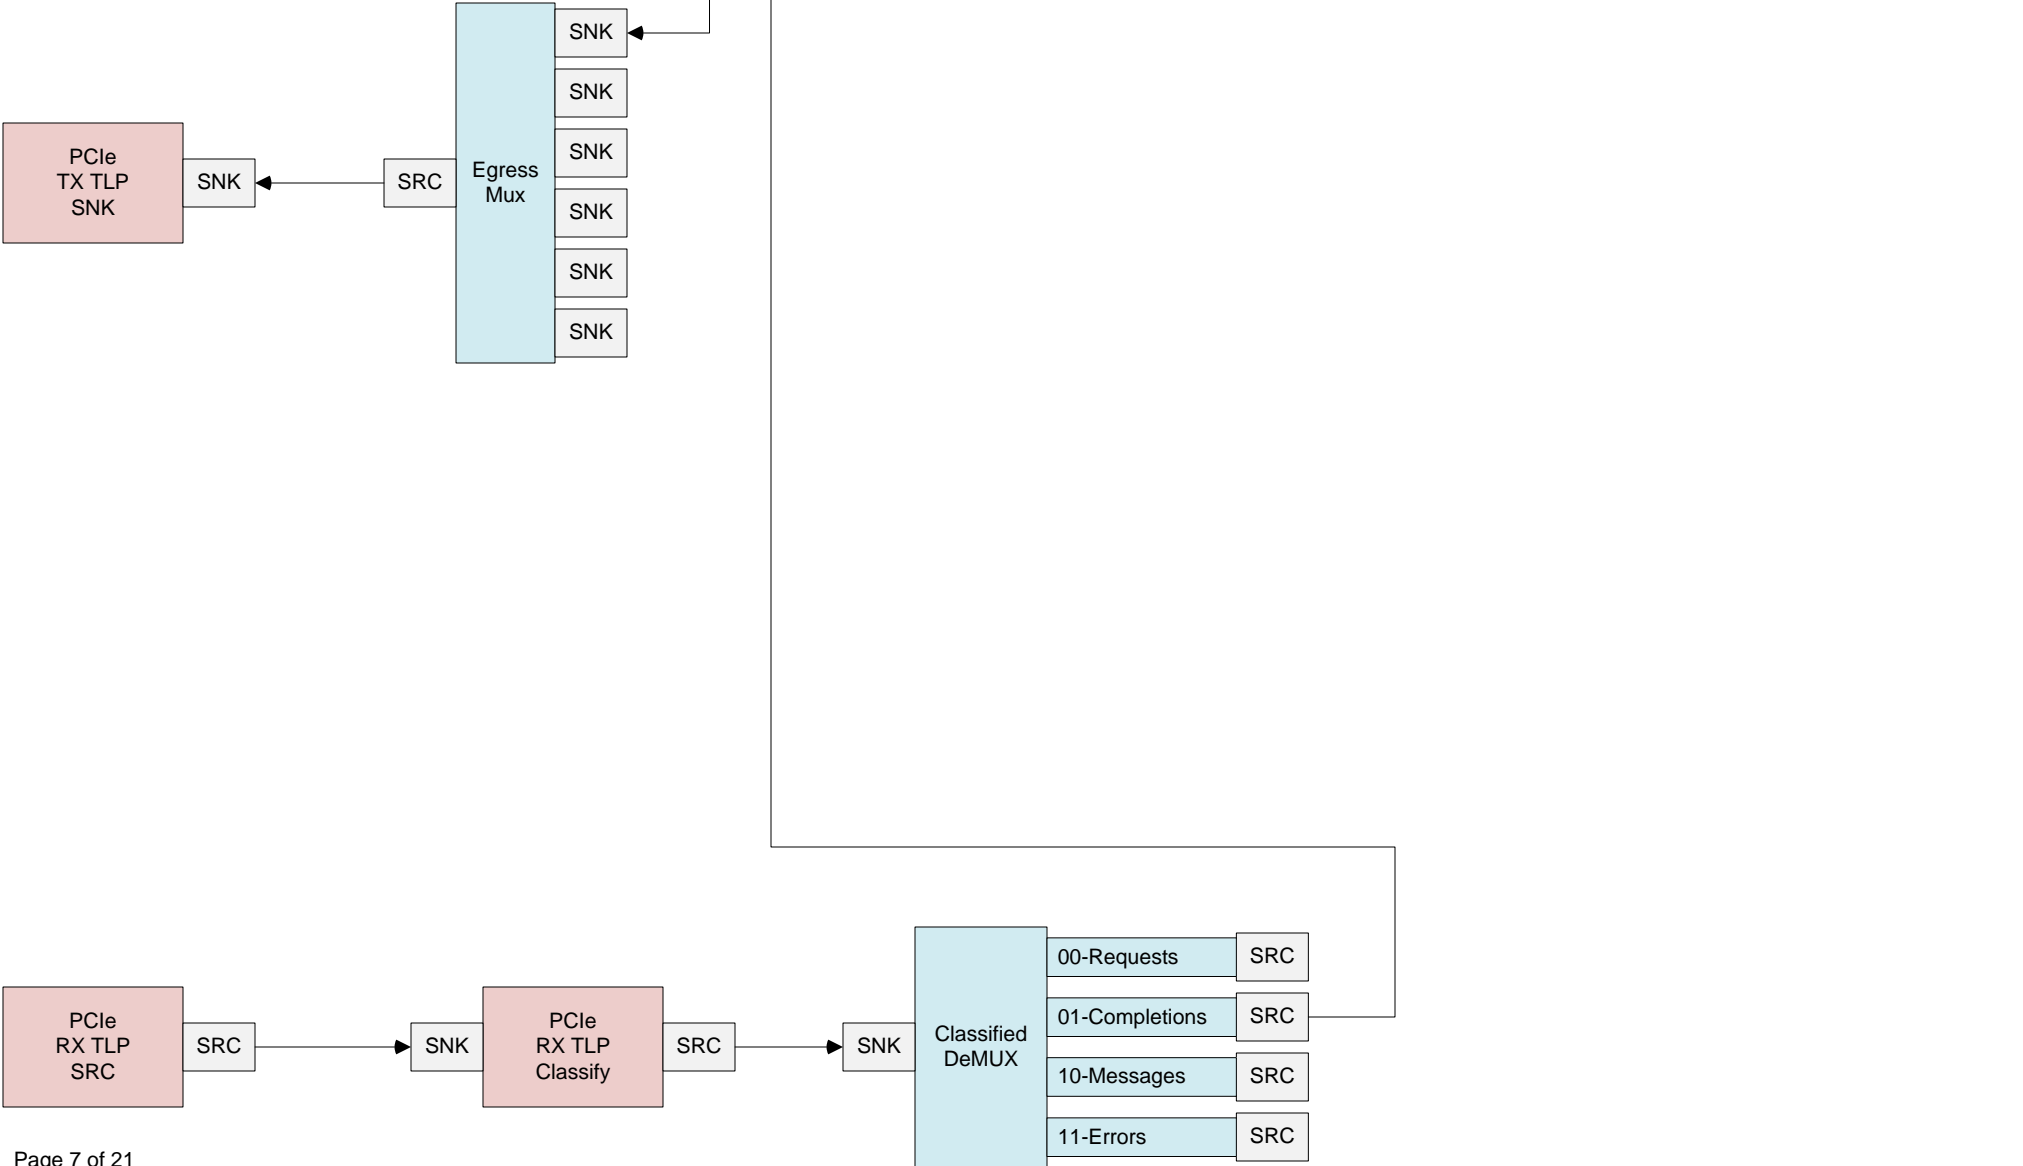 SNK
SNK
SNK
SNK
SNK
SNK
Egress
Mux
SRC
SNK
PCIe
TX TLP
SNK
PCIe
RX TLP
SRC
SRC
SNK
PCIe
RX TLP
Classify
SRC
SNK
Classified
DeMUX
00-Requests
SRC
01-Completions
SRC
10-Messages
SRC
11-Errors
SRC
Page 7 of 21